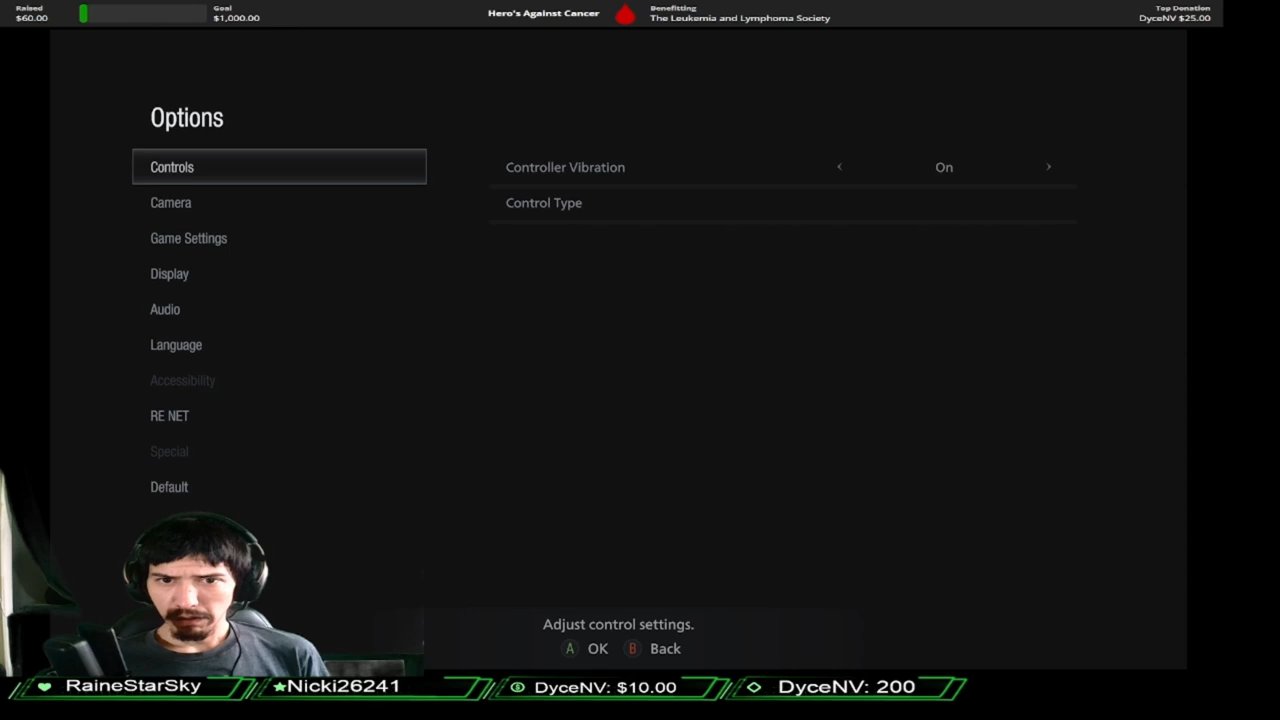 Raised
$60.00
Goal
$1,000.00
Hero's Against Cancer
Benefitting
The Leukemia and Lymphoma Society
Top Donation
DyceNV $25.00
Options
Controls
Camera
Game Settings
Display
Audio
Language
Accessibility
RE NET
Special
Default
Controller Vibration
‹ On ›
Control Type
Adjust control settings.
A OK B Back
RaineStarSky
Nicki26241
DyceNV: $10.00
DyceNV: 200